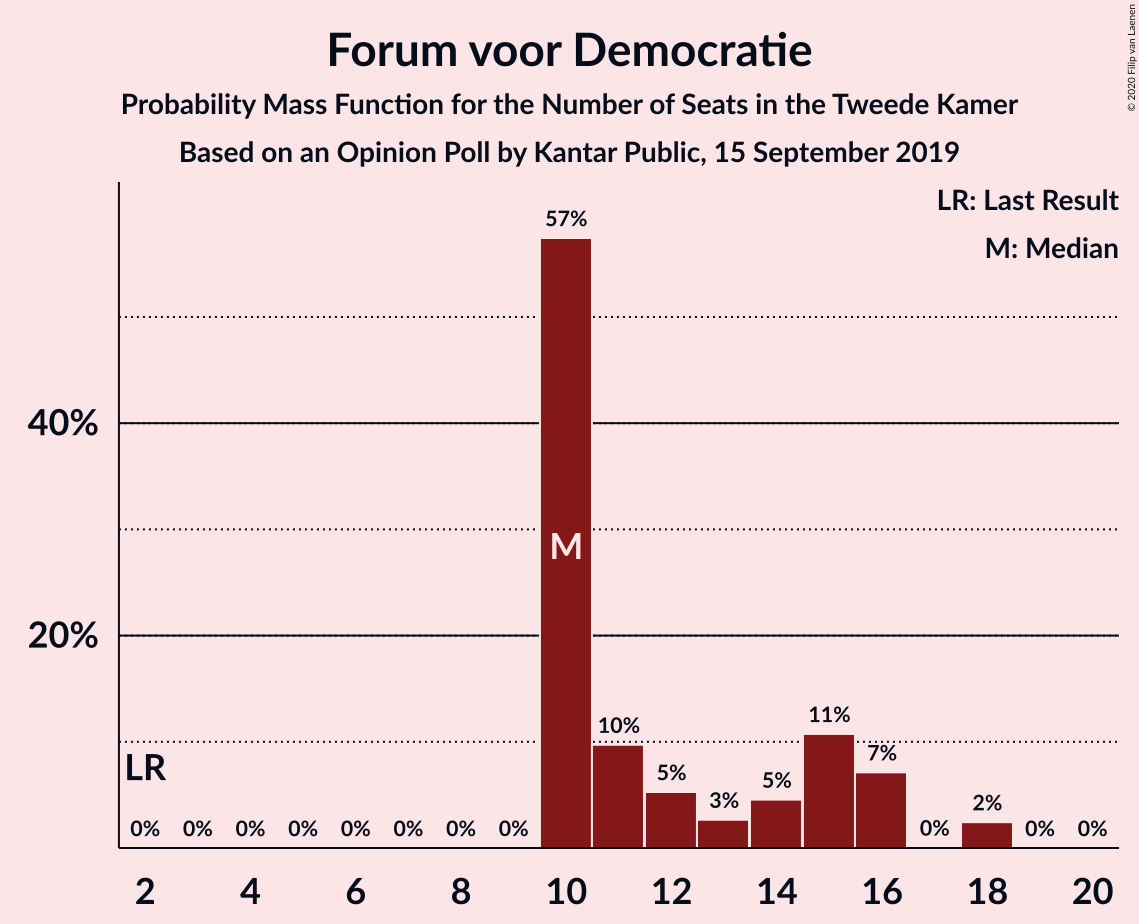 Forum voor Democratie
Probability Mass Function for the Number of Seats in the Tweede Kamer
Based on an Opinion Poll by Kantar Public, 15 September 2019
© 2020 Filip van Laenen
LR: Last Result
M: Median
57%
40%
M
20%
10%
11%
LR
5%
3%
5%
7%
2%
0% 0% 0% 0% 0% 0% 0% 0% 0% 0% 0%
2 4 6 8 10 12 14 16 18 20